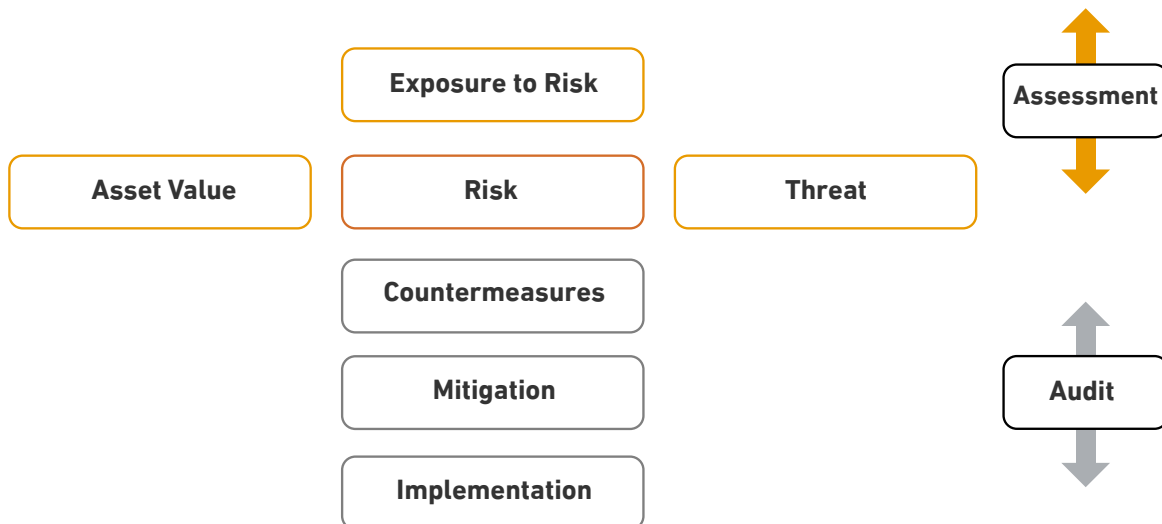 Exposure to Risk
Assessment
Asset Value
Risk
Threat
Countermeasures
Mitigation
Audit
Implementation